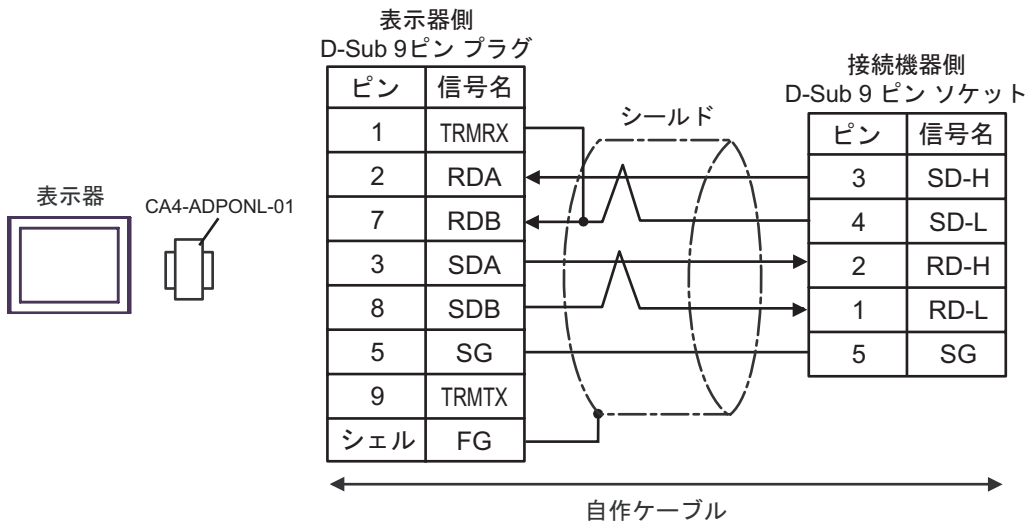 表示器側
D-Sub 9ピン プラグ
ピン 信号名
1 TRMRX
2 RDA
7 RDB
3 SDA
8 SDB
5 SG
9 TRMTX
シェル FG
接続機器側
D-Sub 9 ピン ソケット
ピン 信号名
3 SD-H
4 SD-L
2 RD-H
1 RD-L
5 SG
シールド
表示器
CA4-ADPONL-01
自作ケーブル